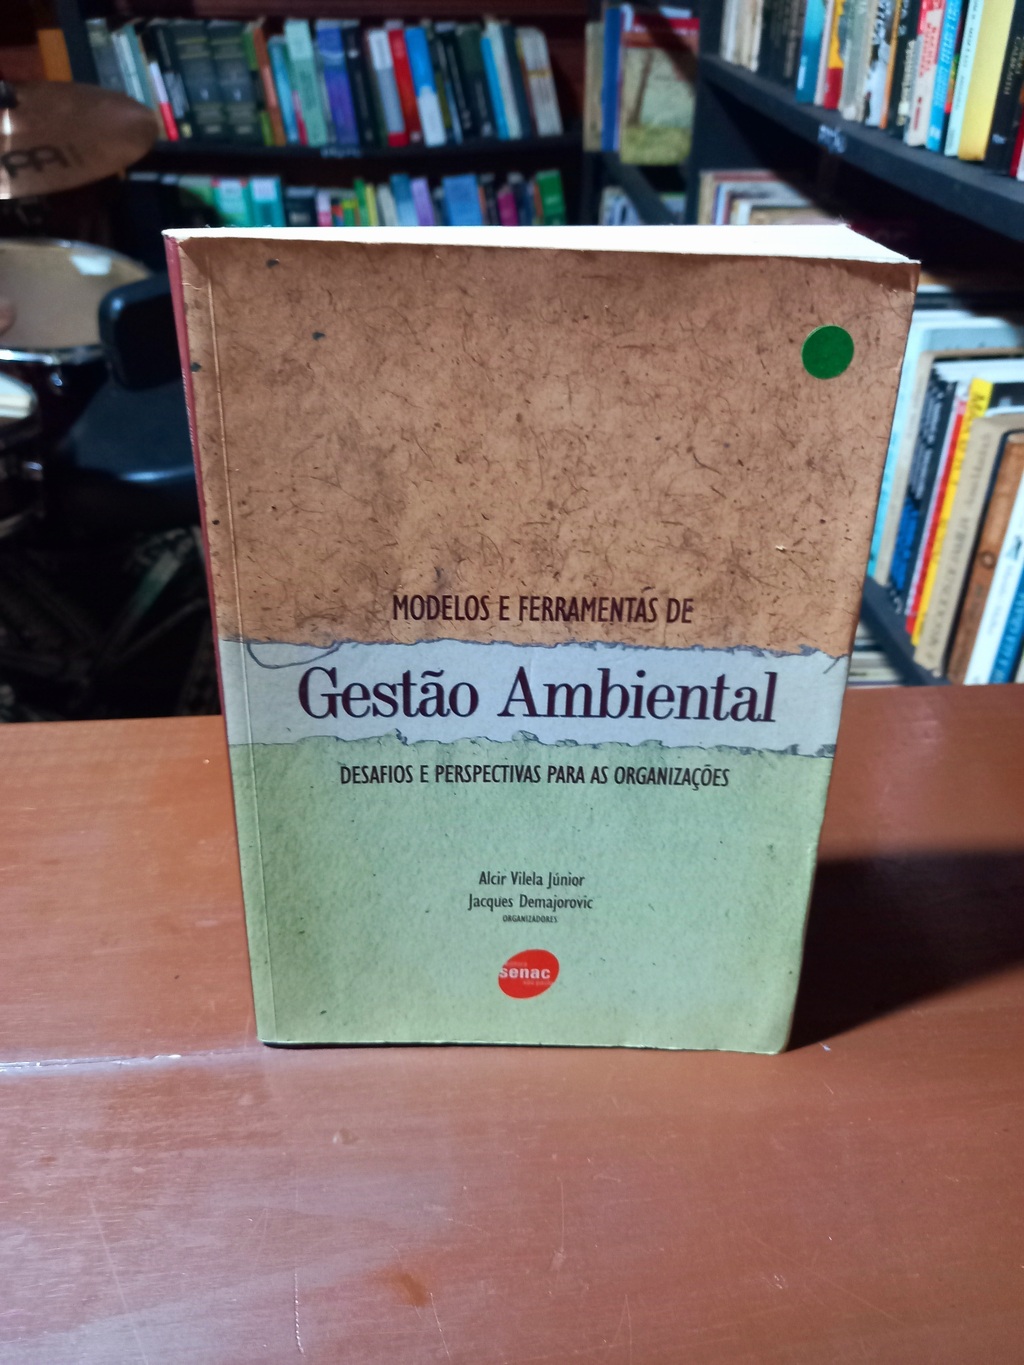 MODELOS E FERRAMENTAS DE
Gestão Ambiental
DESAFIOS E PERSPECTIVAS PARA AS ORGANIZAÇÕES
Alcir Vilela Júnior
Jacques Demajorovic
ORGANIZADORES
senac